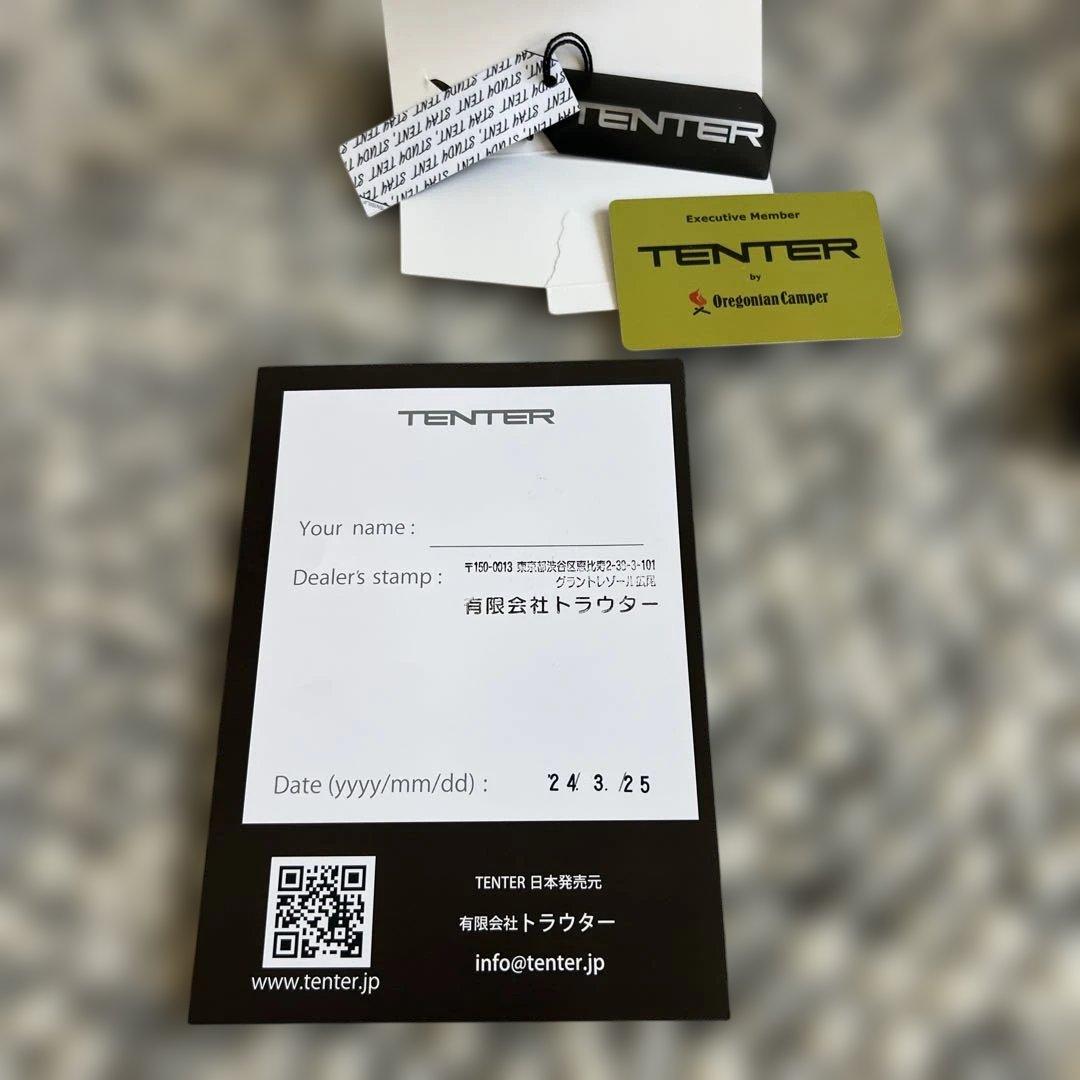 STAY TENT, STUDY TENT,
TENTER
Executive Member
TENTER
by
Oregonian Camper
TENTER
Your name :
Dealer's stamp :
〒150-0013 東京都渋谷区恵比寿2-39-3-101
グラントレゾール広尾
有限会社トラウター
Date (yyyy/mm/dd) :
'24. 3. 25
TENTER 日本発売元
有限会社トラウター
info@tenter.jp
www.tenter.jp